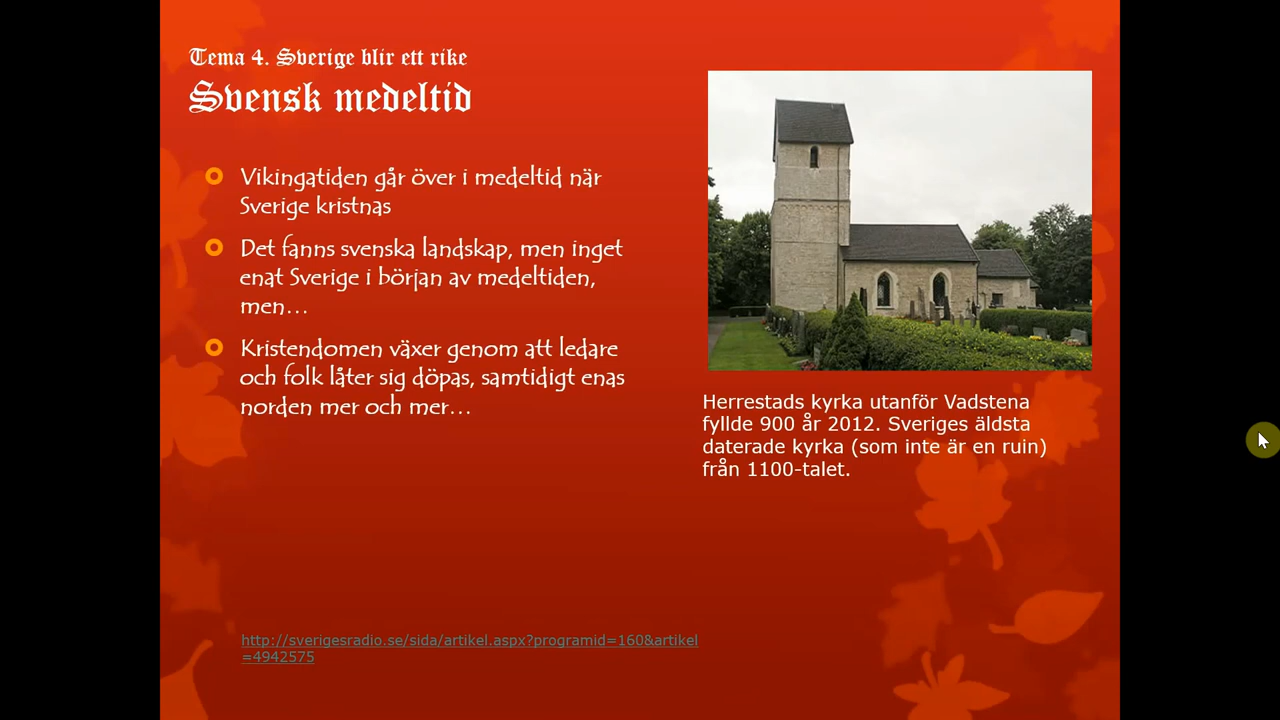 Tema 4. Sverige blir ett rike
Svensk medeltid
Vikingatiden går över i medeltid när
Sverige kristnas
Det fanns svenska landskap, men inget
enat Sverige i början av medeltiden,
men…
Kristendomen växer genom att ledare
och folk låter sig döpas, samtidigt enas
norden mer och mer…
Herrestads kyrka utanför Vadstena
fyllde 900 år 2012. Sveriges äldsta
daterade kyrka (som inte är en ruin)
från 1100-talet.
http://sverigesradio.se/sida/artikel.aspx?programid=160&artikel
=4942575